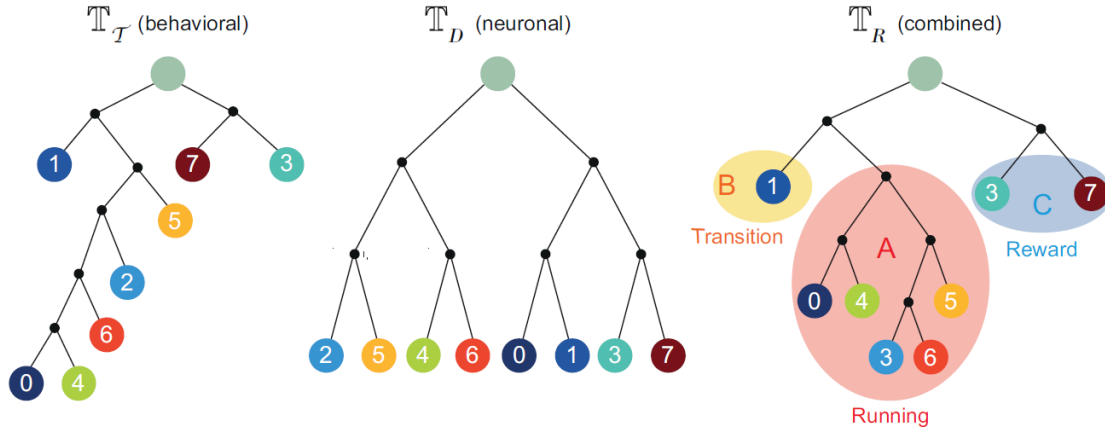 𝕋_𝒯 (behavioral)
𝕋_D (neuronal)
𝕋_R (combined)
1
7
3
5
2
6
0
4
2
5
4
6
0
1
3
7
B
1
Transition
3
7
C
Reward
A
0
4
5
3
6
Running